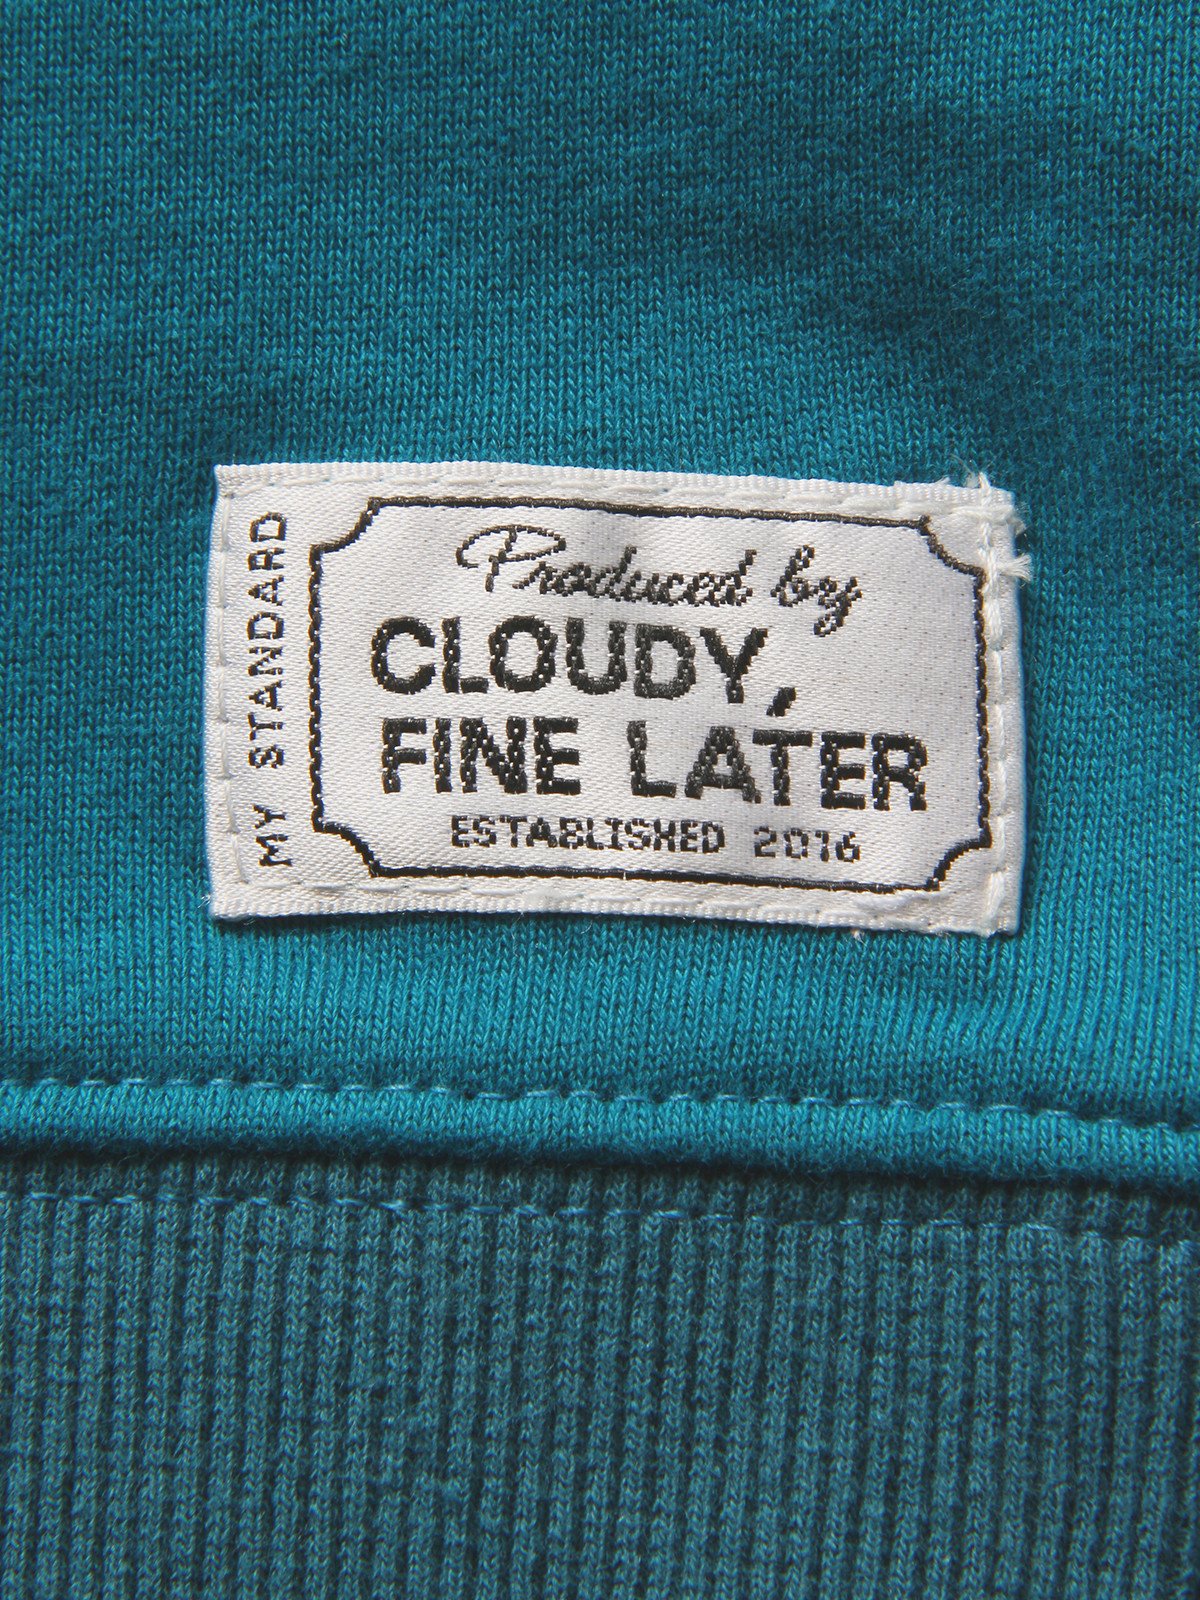 MY STANDARD
Produced by
CLOUDY,
FINE LATER
ESTABLISHED 2016